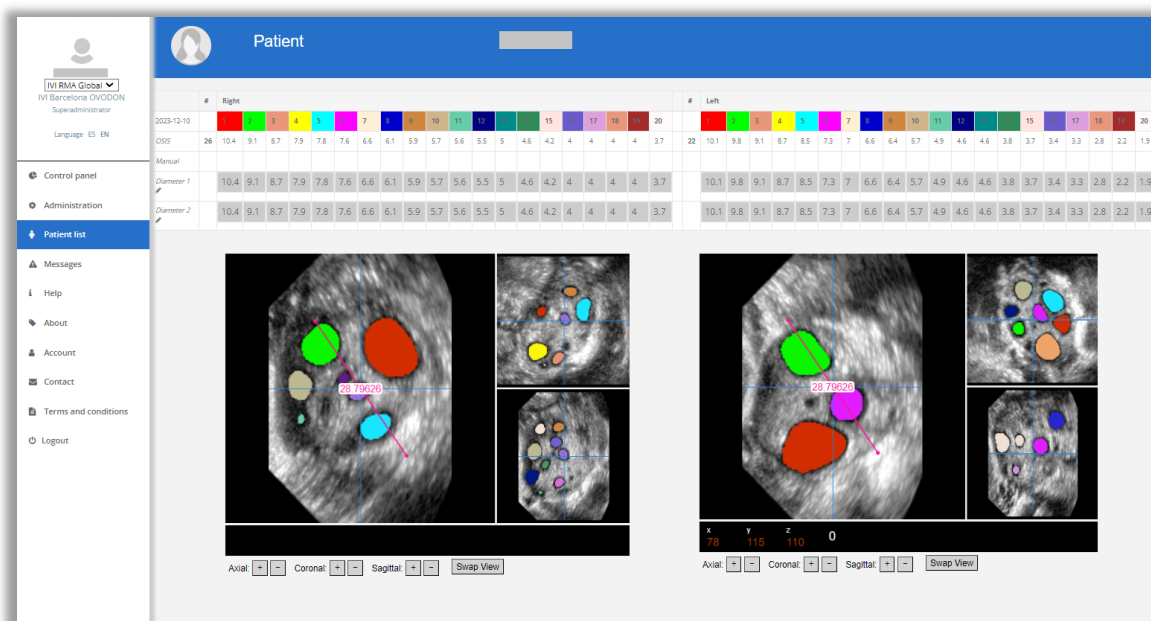 Patient
IVI RMA Global
IVI Barcelona OVODON
Superadministrator
Language ES EN
Control panel
Administration
Patient list
Messages
Help
About
Account
Contact
Terms and conditions
Logout
# Right
2023-12-10 1 2 3 4 5 6 7 8 9 10 11 12 15 17 18 19 20
OSIS 26 10.4 9.1 8.7 7.9 7.8 7.6 6.6 6.1 5.9 5.7 5.6 5.5 5 4.6 4.2 4 4 4 4 3.7
Manual
Diameter 1 10.4 9.1 8.7 7.9 7.8 7.6 6.6 6.1 5.9 5.7 5.6 5.5 5 4.6 4.2 4 4 4 4 3.7
Diameter 2 10.4 9.1 8.7 7.9 7.8 7.6 6.6 6.1 5.9 5.7 5.6 5.5 5 4.6 4.2 4 4 4 4 3.7
# Left
1 2 3 4 5 6 7 8 9 10 11 12 15 17 18 19 20
22 10.1 9.8 9.1 8.7 8.5 7.3 7 6.6 6.4 5.7 4.9 4.6 4.6 3.8 3.7 3.4 3.3 2.8 2.2 1.9
10.1 9.8 9.1 8.7 8.5 7.3 7 6.6 6.4 5.7 4.9 4.6 4.6 3.8 3.7 3.4 3.3 2.8 2.2 1.9
10.1 9.8 9.1 8.7 8.5 7.3 7 6.6 6.4 5.7 4.9 4.6 4.6 3.8 3.7 3.4 3.3 2.8 2.2 1.9
28.79626
Axial: + - Coronal: + - Sagittal: + - Swap View
28.79626
x y z
78 115 110 0
Axial: + - Coronal: + - Sagittal: + - Swap View